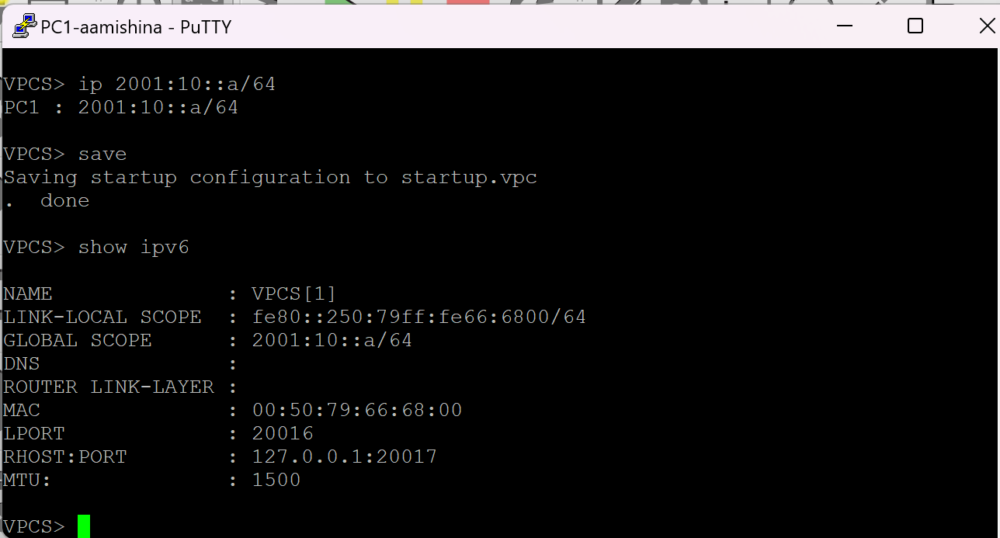 PC1-aamishina - PuTTY
VPCS> ip 2001:10::a/64
PC1 : 2001:10::a/64
VPCS> save
Saving startup configuration to startup.vpc
.  done
VPCS> show ipv6
NAME              : VPCS[1]
LINK-LOCAL SCOPE  : fe80::250:79ff:fe66:6800/64
GLOBAL SCOPE      : 2001:10::a/64
DNS               :
ROUTER LINK-LAYER :
MAC               : 00:50:79:66:68:00
LPORT             : 20016
RHOST:PORT        : 127.0.0.1:20017
MTU:              : 1500
VPCS>